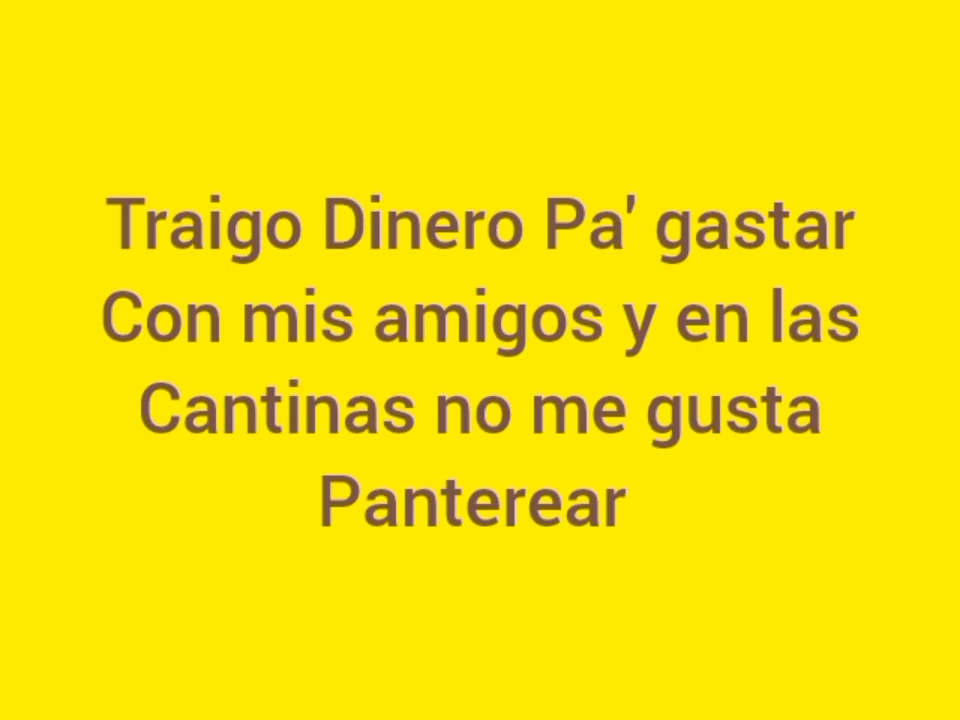 Traigo Dinero Pa' gastar
Con mis amigos y en las
Cantinas no me gusta
Panterear